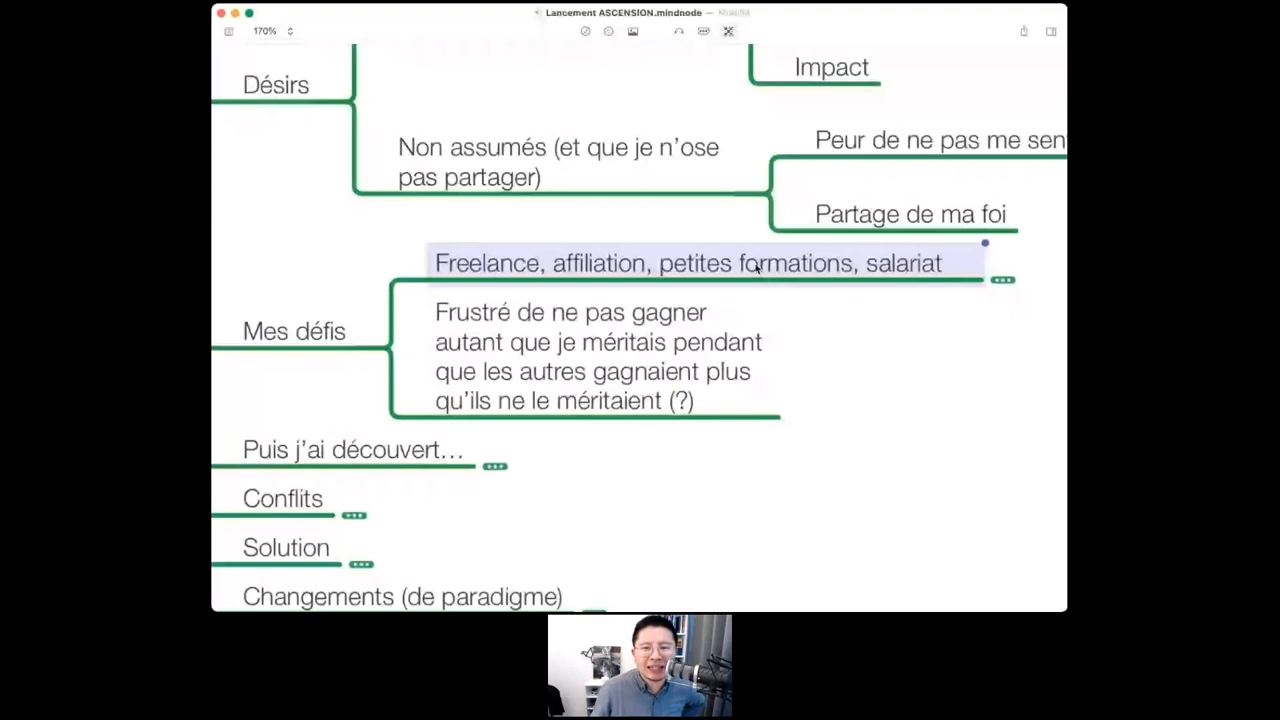 Lancement ASCENSION.mindnode
170%
Impact
Désirs
Non assumés (et que je n’ose
pas partager)
Peur de ne pas me sen
Partage de ma foi
Freelance, affiliation, petites formations, salariat
Mes défis
Frustré de ne pas gagner
autant que je méritais pendant
que les autres gagnaient plus
qu’ils ne le méritaient (?)
Puis j’ai découvert…
Conflits
Solution
Changements (de paradigme)